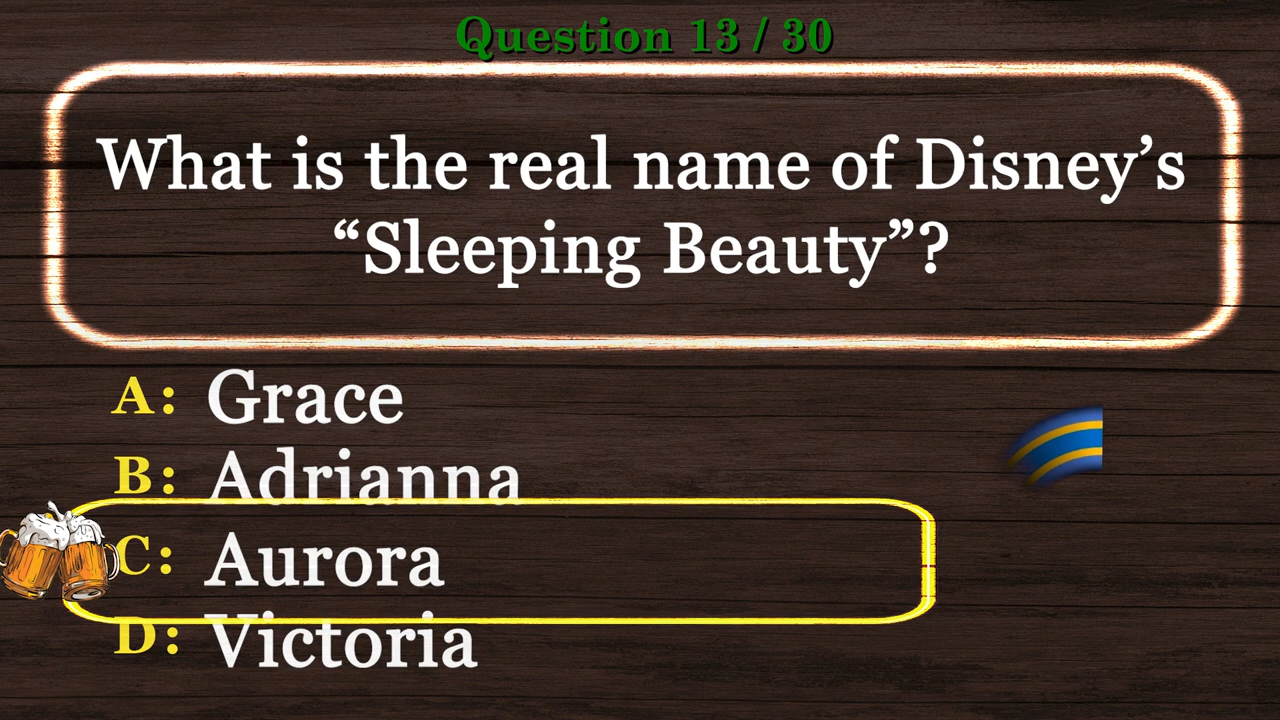 Question 13 / 30
What is the real name of Disney’s
“Sleeping Beauty”?
A: Grace
B: Adrianna
C: Aurora
D: Victoria